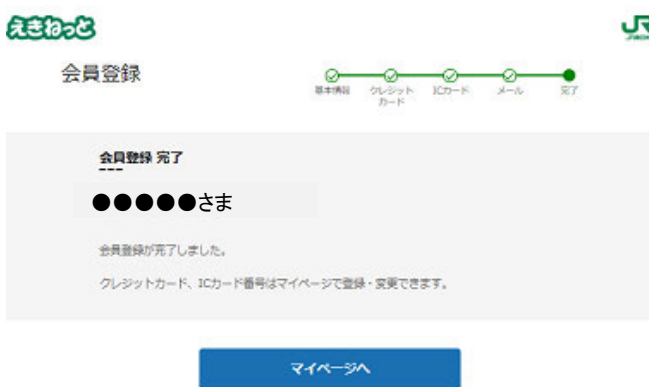 えきねっと
JR
会員登録
基本情報
クレジット
カード
ICカード
メール
完了
会員登録 完了
●●●●●さま
会員登録が完了しました。
クレジットカード、ICカード番号はマイページで登録・変更できます。
マイページへ